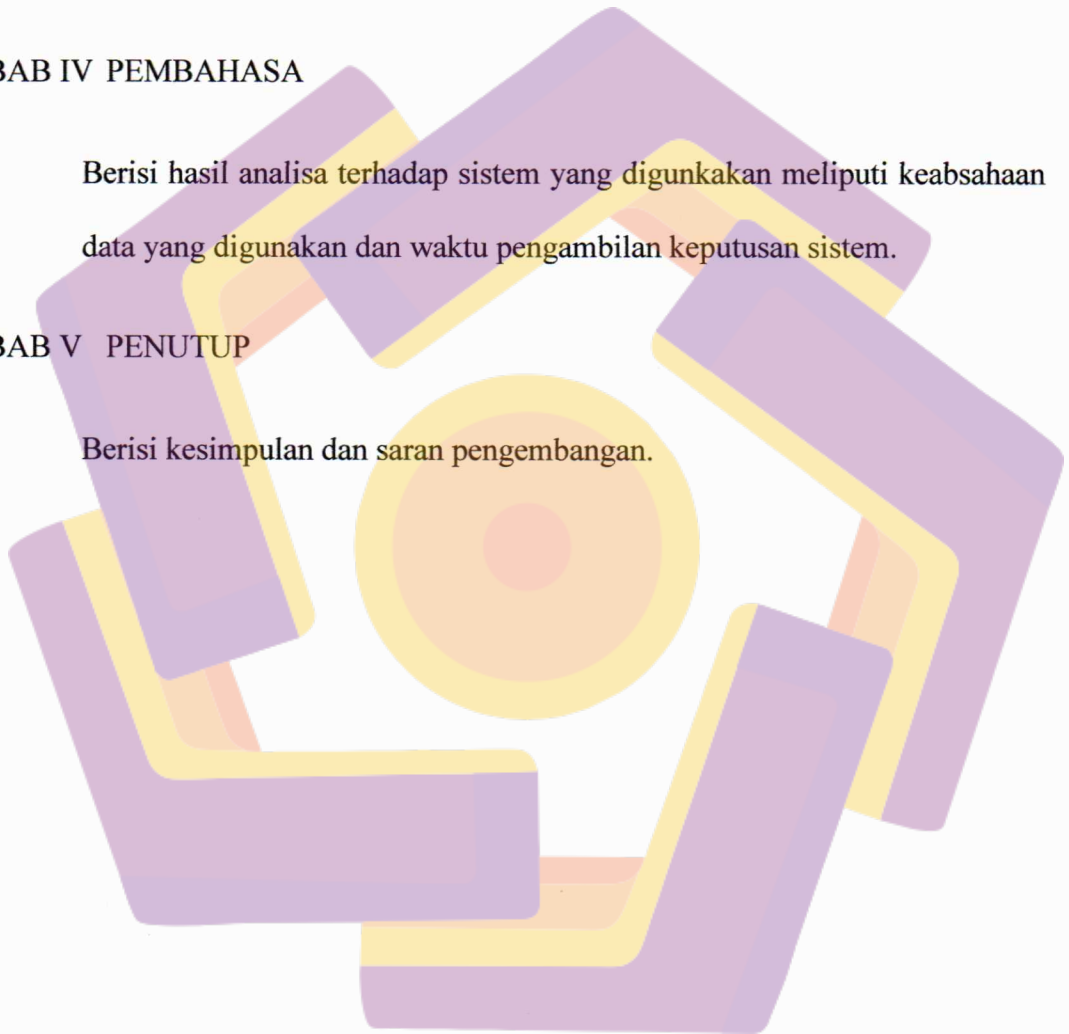 BAB IV PEMBAHASA
Berisi hasil analisa terhadap sistem yang digunkakan meliputi keabsahaan
data yang digunakan dan waktu pengambilan keputusan sistem.
BAB V PENUTUP
Berisi kesimpulan dan saran pengembangan.